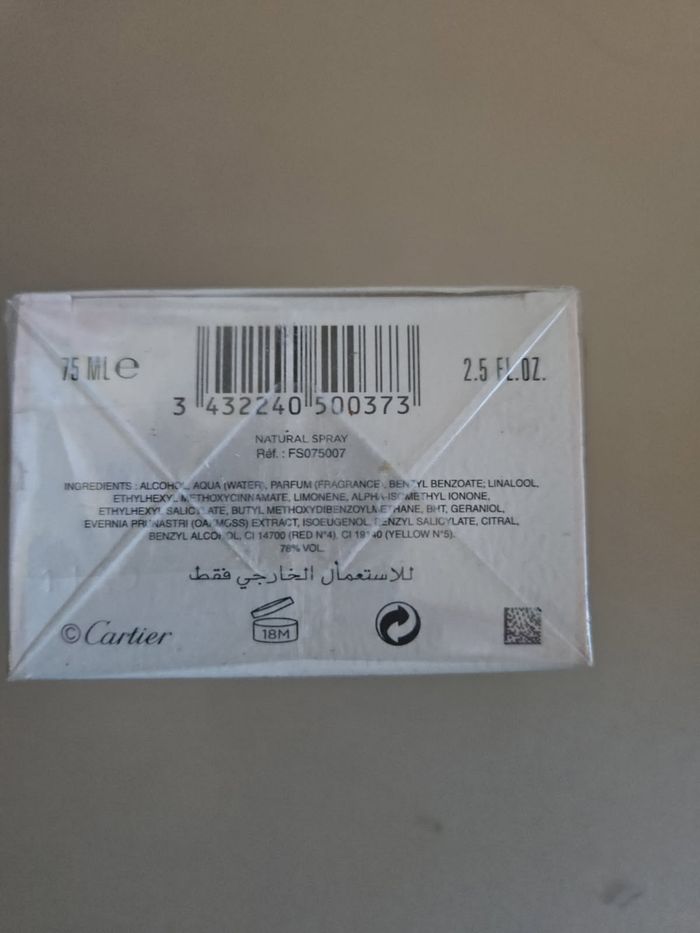 75 ML e
2.5 FL.OZ.
3 432240 500373
NATURAL SPRAY
Réf. : FS075007
INGREDIENTS : ALCOHOL, AQUA (WATER), PARFUM (FRAGRANCE), BENZYL BENZOATE, LINALOOL,
ETHYLHEXYL METHOXYCINNAMATE, LIMONENE, ALPHA-ISOMETHYL IONONE,
ETHYLHEXYL SALICYLATE, BUTYL METHOXYDIBENZOYLMETHANE, BHT, GERANIOL,
EVERNIA PRUNASTRI (OAKMOSS) EXTRACT, ISOEUGENOL, BENZYL SALICYLATE, CITRAL,
BENZYL ALCOHOL, CI 14700 (RED N°4), CI 19140 (YELLOW N°5).
78% VOL.
للاستعمال الخارجي فقط
© Cartier
18M